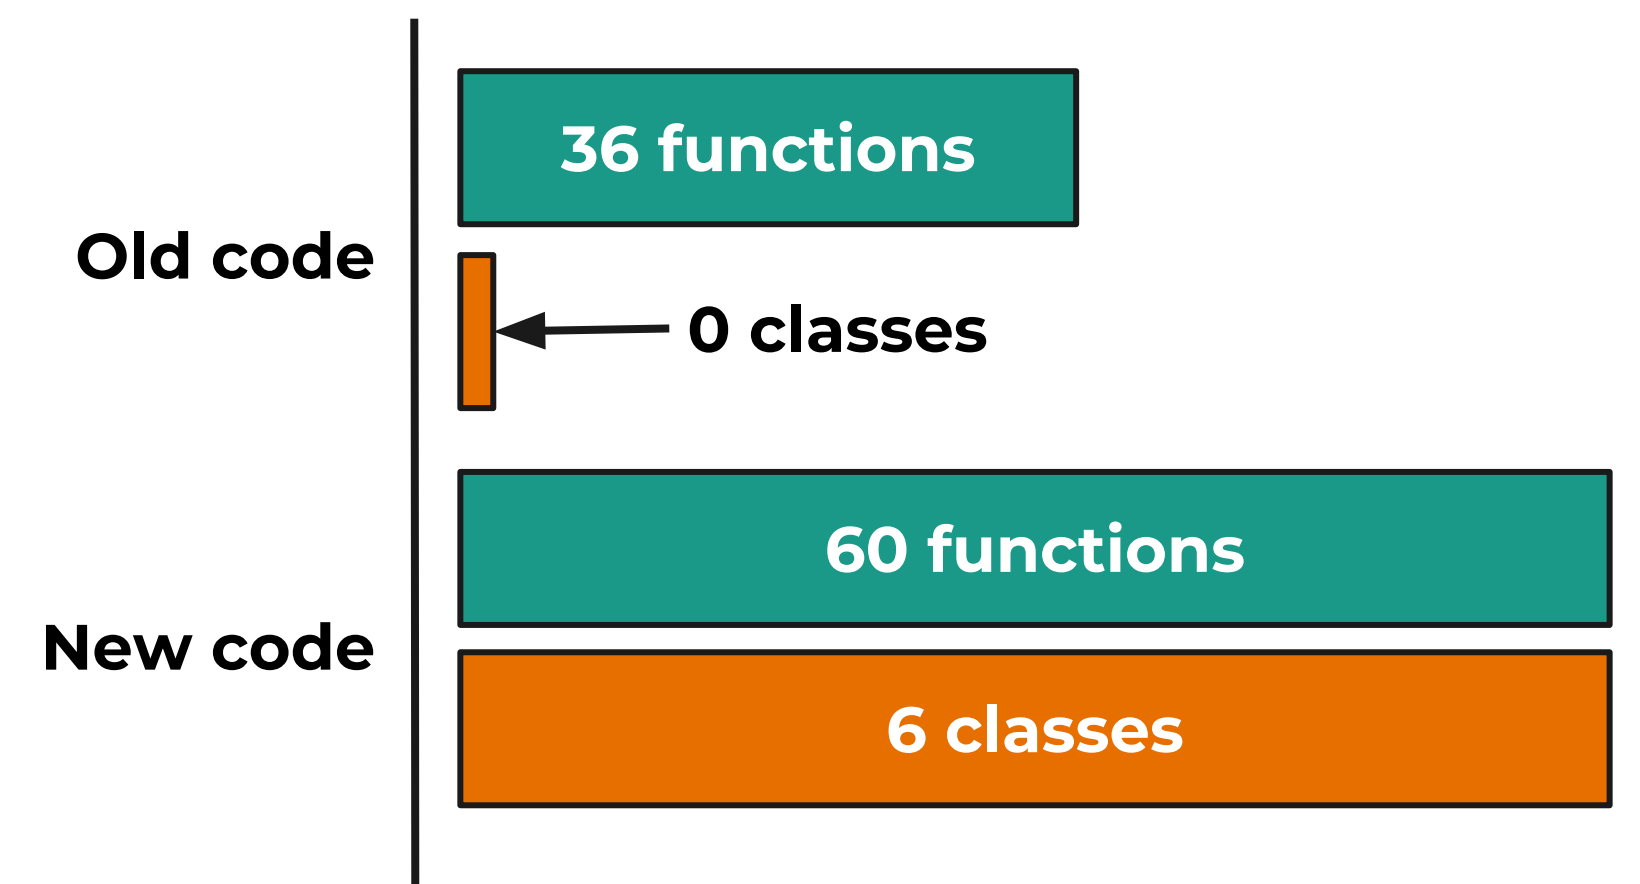 Old code
36 functions
0 classes
New code
60 functions
6 classes